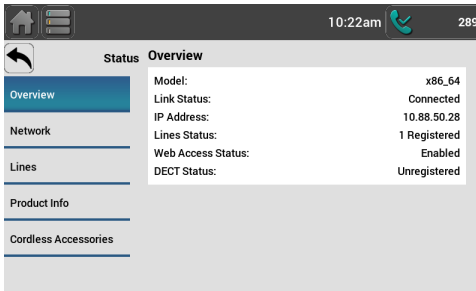 10:22am 289
Status Overview
Overview
Network
Lines
Product Info
Cordless Accessories
Model: x86_64
Link Status: Connected
IP Address: 10.88.50.28
Lines Status: 1 Registered
Web Access Status: Enabled
DECT Status: Unregistered